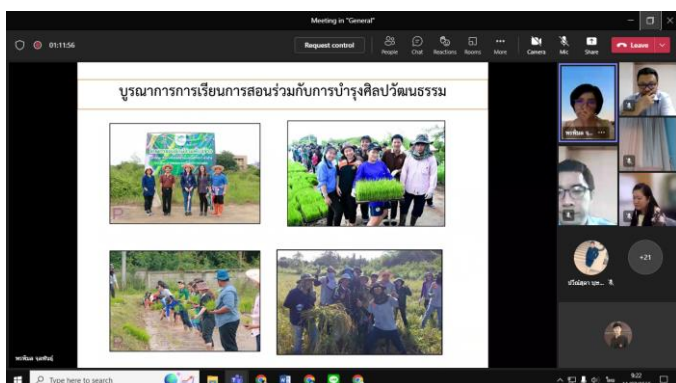 Meeting in "General"
01:11:56
Request control
People
Chat
Reactions
Rooms
More
Camera
Mic
Share
Leave
บูรณาการการเรียนการสอนร่วมกับการบำรุงศิลปวัฒนธรรม
+21
Type here to search
9:22